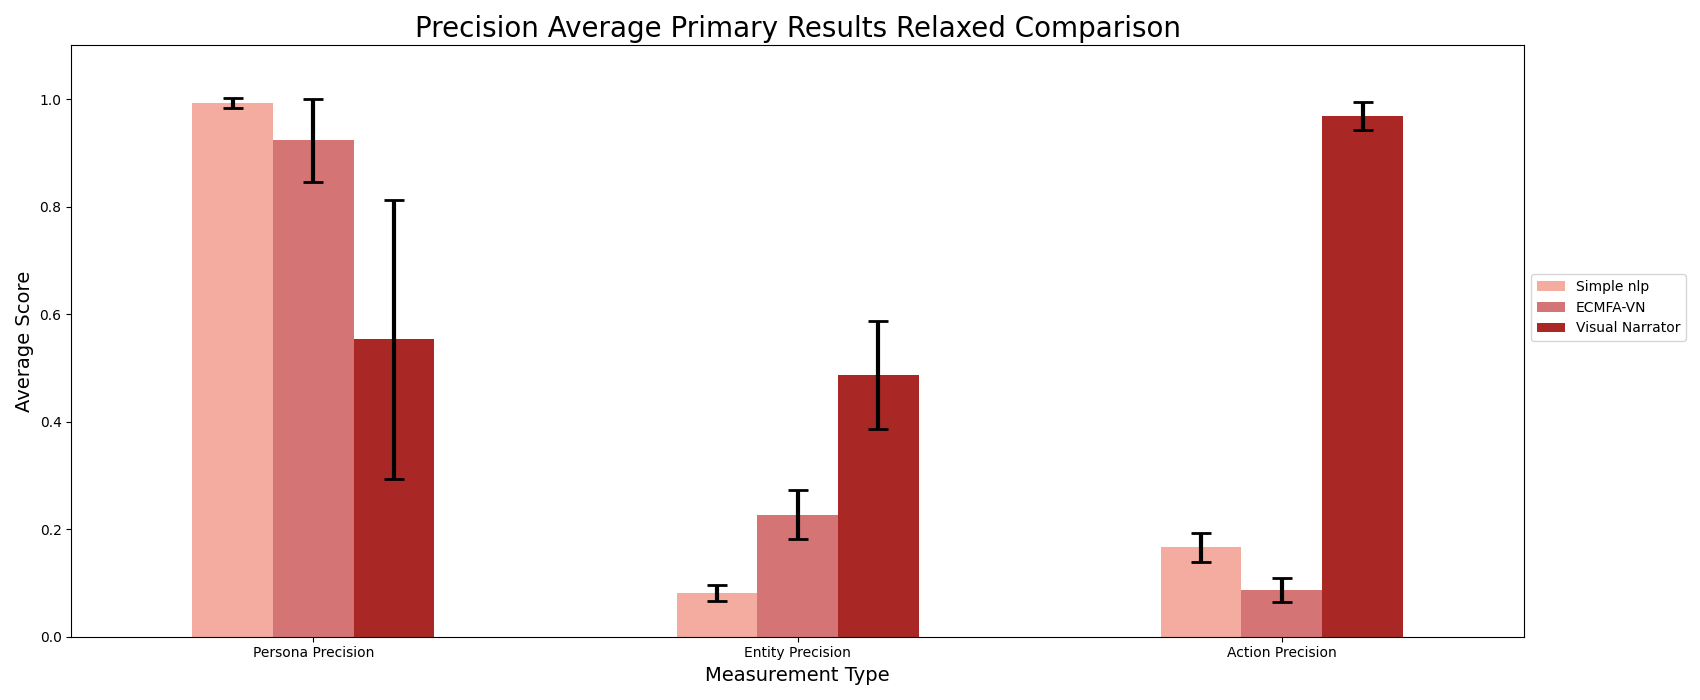 Precision Average Primary Results Relaxed Comparison
Average Score
1.0
0.8
0.6
0.4
0.2
0.0
Persona Precision
Entity Precision
Action Precision
Measurement Type
Simple nlp
ECMFA-VN
Visual Narrator